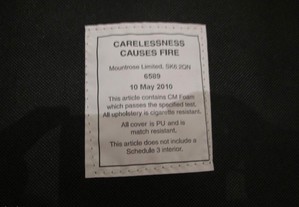 CARELESSNESS
CAUSES FIRE
Mountrose Limited, SK6 2QN
6599
10 May 2016
This article contains CM Foam
which passes the specified test.
All upholstery is cigarette resistant.
All cover is PU and is
match resistant.
This article does not include a
Schedule 3 interior.